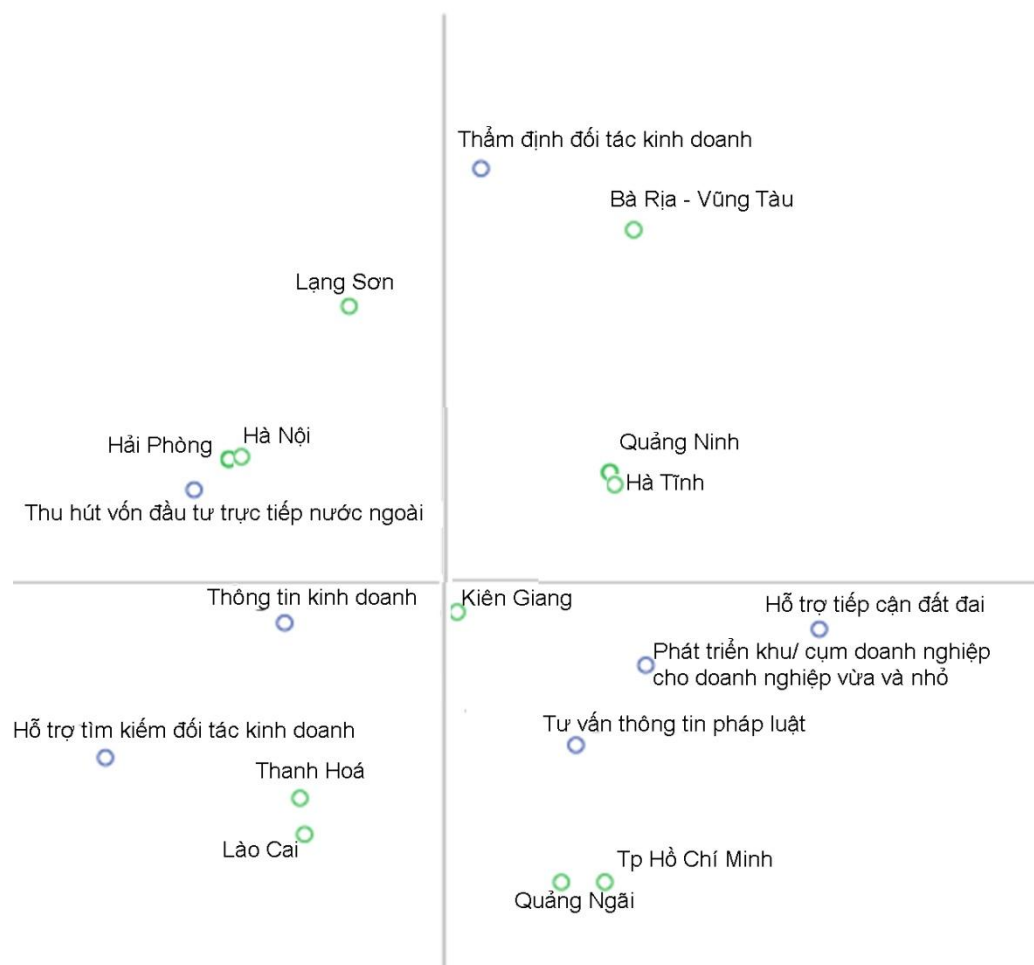 Thẩm định đối tác kinh doanh
Bà Rịa - Vũng Tàu
Lạng Sơn
Hải Phòng
Hà Nội
Quảng Ninh
Hà Tĩnh
Thu hút vốn đầu tư trực tiếp nước ngoài
Thông tin kinh doanh
Kiên Giang
Hỗ trợ tiếp cận đất đai
Phát triển khu/ cụm doanh nghiệp
cho doanh nghiệp vừa và nhỏ
Hỗ trợ tìm kiếm đối tác kinh doanh
Tư vấn thông tin pháp luật
Thanh Hoá
Lào Cai
Tp Hồ Chí Minh
Quảng Ngãi